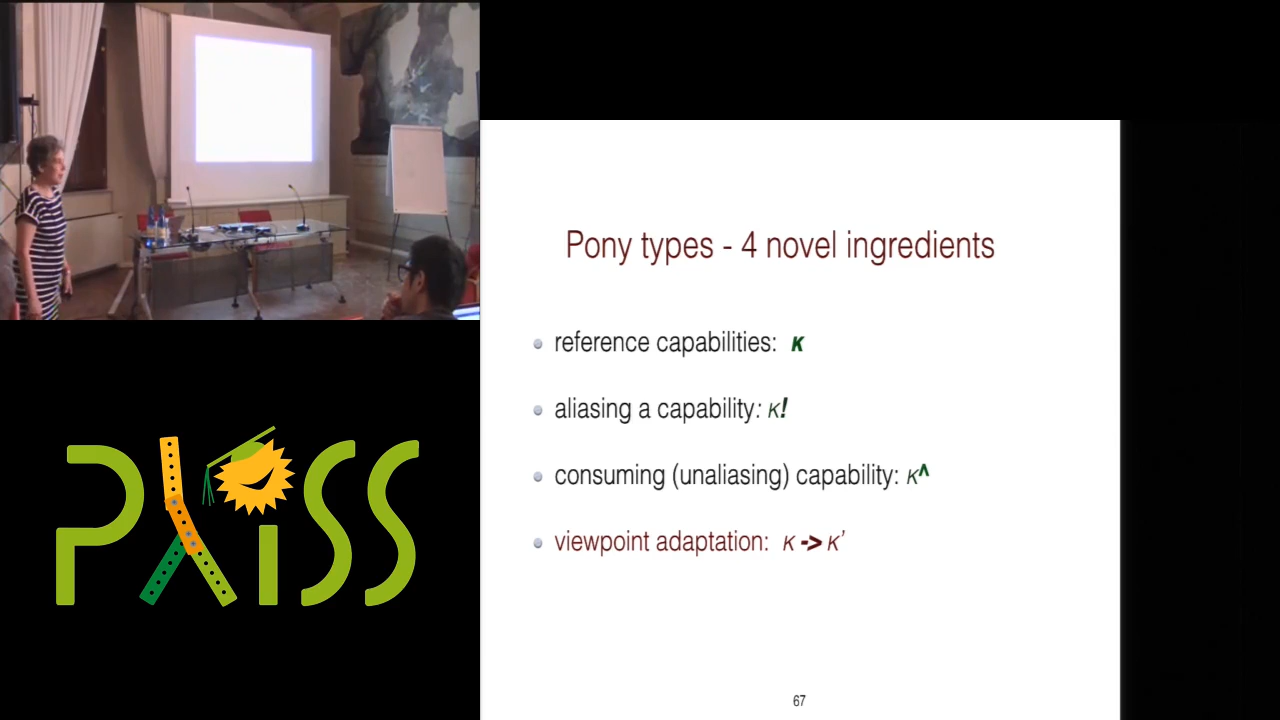 PLISS
Pony types - 4 novel ingredients
reference capabilities: κ
aliasing a capability: κ!
consuming (unaliasing) capability: κ^
viewpoint adaptation: κ -> κ’
67